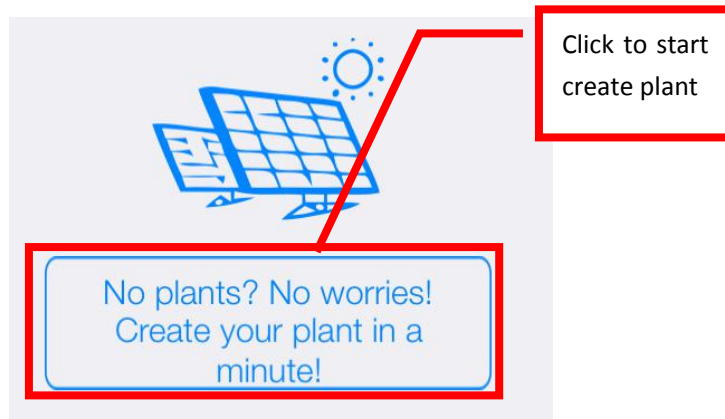 Click to start
create plant
No plants? No worries!
Create your plant in a
minute!